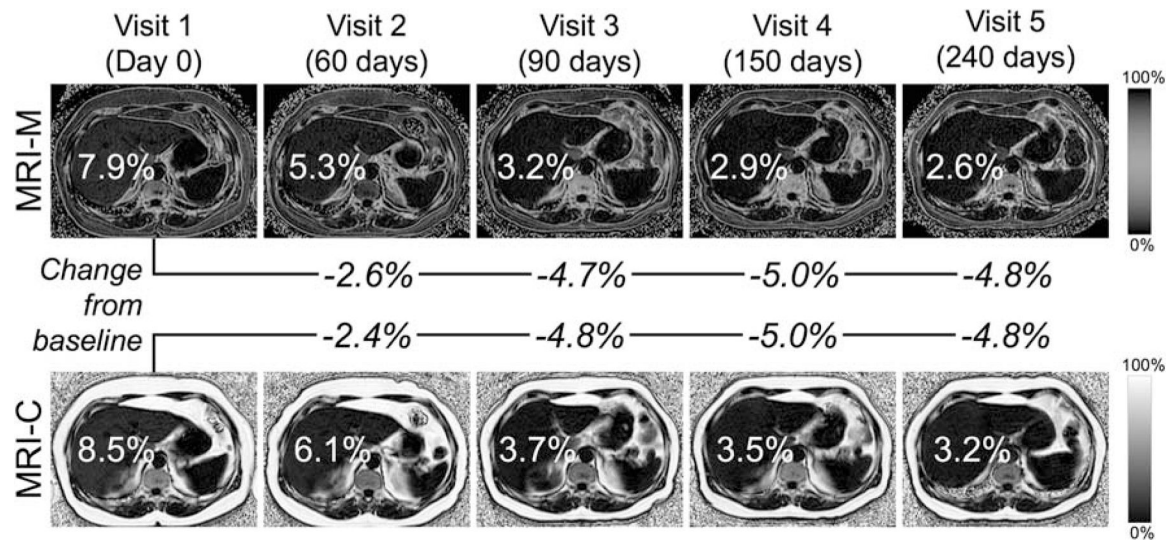 Visit 1 Visit 2 Visit 3 Visit 4 Visit 5
(Day 0) (60 days) (90 days) (150 days) (240 days)
100%
MRI-M
7.9% 5.3% 3.2% 2.9% 2.6%
0%
Change
from
baseline
-2.6% -4.7% -5.0% -4.8%
-2.4% -4.8% -5.0% -4.8%
100%
MRI-C
8.5% 6.1% 3.7% 3.5% 3.2%
0%